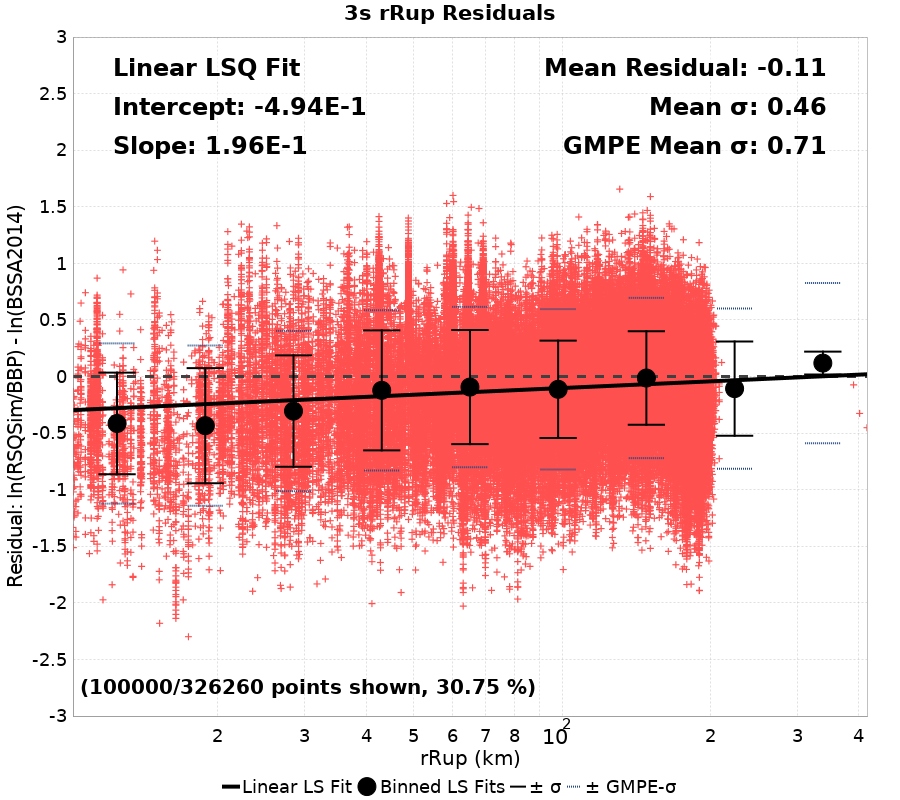 3s rRup Residuals
Linear LSQ Fit
Intercept: -4.94E-1
Slope: 1.96E-1
Mean Residual: -0.11
Mean σ: 0.46
GMPE Mean σ: 0.71
Residual: ln(RSQSim/BBP) - ln(BSSA2014)
3
2.5
2
1.5
1
0.5
0
-0.5
-1
-1.5
-2
-2.5
-3
(100000/326260 points shown, 30.75 %)
2 3 4 5 6 7 8 10^2 2 3 4
rRup (km)
Linear LS Fit Binned LS Fits ± σ ± GMPE-σ